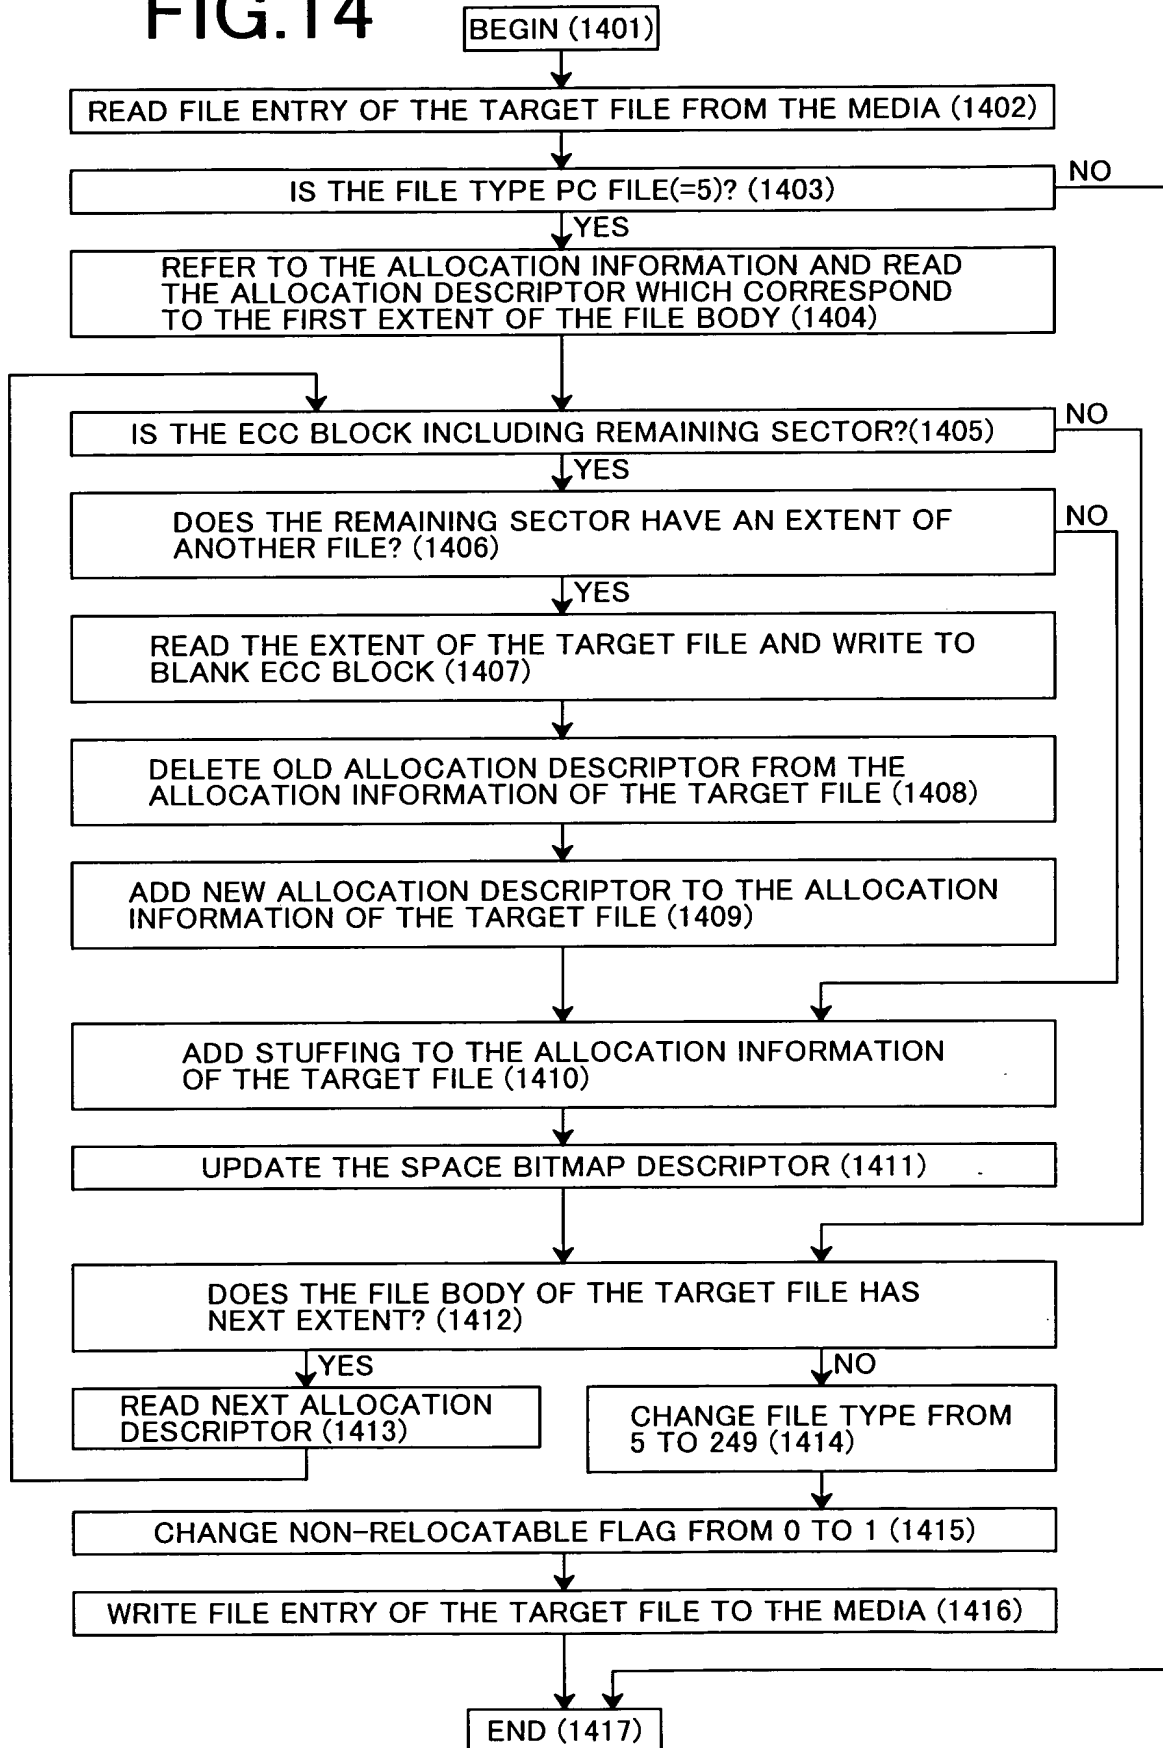 FIG.14
BEGIN (1401)
READ FILE ENTRY OF THE TARGET FILE FROM THE MEDIA (1402)
IS THE FILE TYPE PC FILE(=5)? (1403)
NO
YES
REFER TO THE ALLOCATION INFORMATION AND READ
THE ALLOCATION DESCRIPTOR WHICH CORRESPOND
TO THE FIRST EXTENT OF THE FILE BODY (1404)
IS THE ECC BLOCK INCLUDING REMAINING SECTOR?(1405)
NO
YES
DOES THE REMAINING SECTOR HAVE AN EXTENT OF
ANOTHER FILE? (1406)
NO
YES
READ THE EXTENT OF THE TARGET FILE AND WRITE TO
BLANK ECC BLOCK (1407)
DELETE OLD ALLOCATION DESCRIPTOR FROM THE
ALLOCATION INFORMATION OF THE TARGET FILE (1408)
ADD NEW ALLOCATION DESCRIPTOR TO THE ALLOCATION
INFORMATION OF THE TARGET FILE (1409)
ADD STUFFING TO THE ALLOCATION INFORMATION
OF THE TARGET FILE (1410)
UPDATE THE SPACE BITMAP DESCRIPTOR (1411)
DOES THE FILE BODY OF THE TARGET FILE HAS
NEXT EXTENT? (1412)
YES
NO
READ NEXT ALLOCATION
DESCRIPTOR (1413)
CHANGE FILE TYPE FROM
5 TO 249 (1414)
CHANGE NON-RELOCATABLE FLAG FROM 0 TO 1 (1415)
WRITE FILE ENTRY OF THE TARGET FILE TO THE MEDIA (1416)
END (1417)